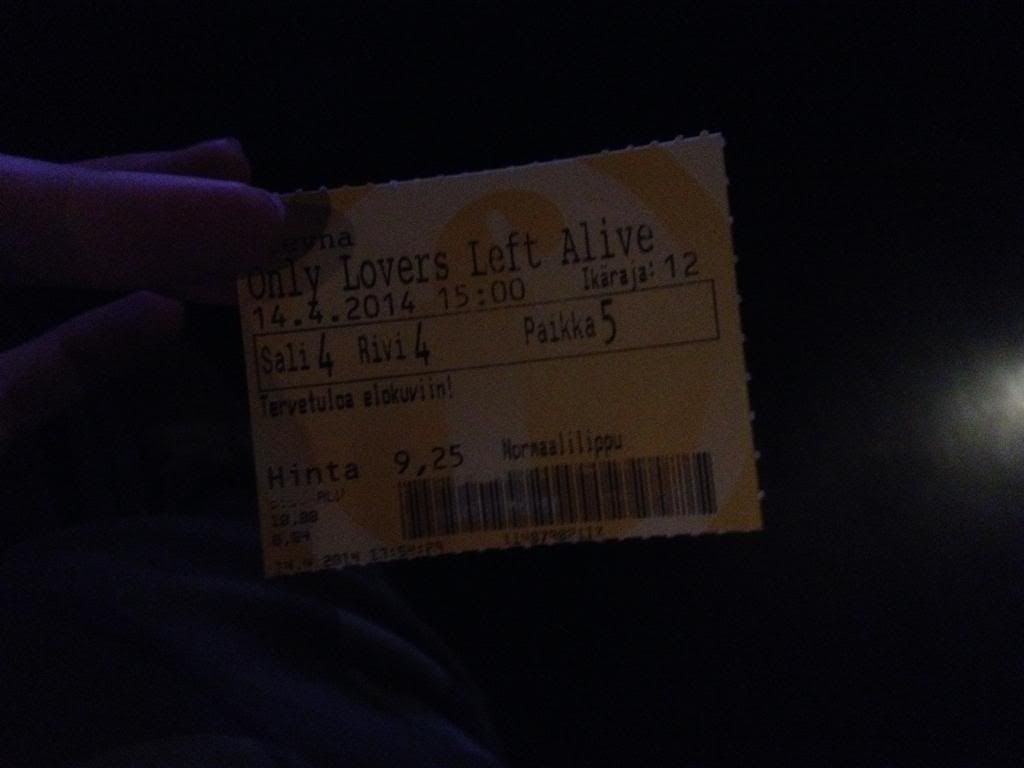 Only Lovers Left Alive
14.4.2014 15:00 Ikäraja: 12
Sali 4 Rivi 4 Paikka 5
Tervetuloa elokuviin!
Hinta 9,25 Normaalilippu
ALV